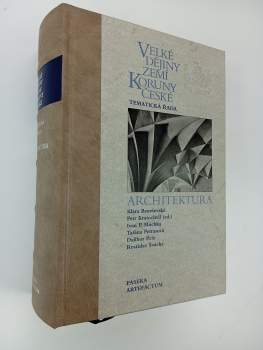 VELKÉ
DĚJINY
ZEMÍ
KORUNY
ČESKÉ
TEMATICKÁ ŘADA
ARCHITEKTURA
Klára Benešovská
Petr Kratochvíl (ed.)
Ivan P. Muchka
Taťána Petrasová
Dalibor Prix
Rostislav Švácha
PASEKA
ARTEFACTUM